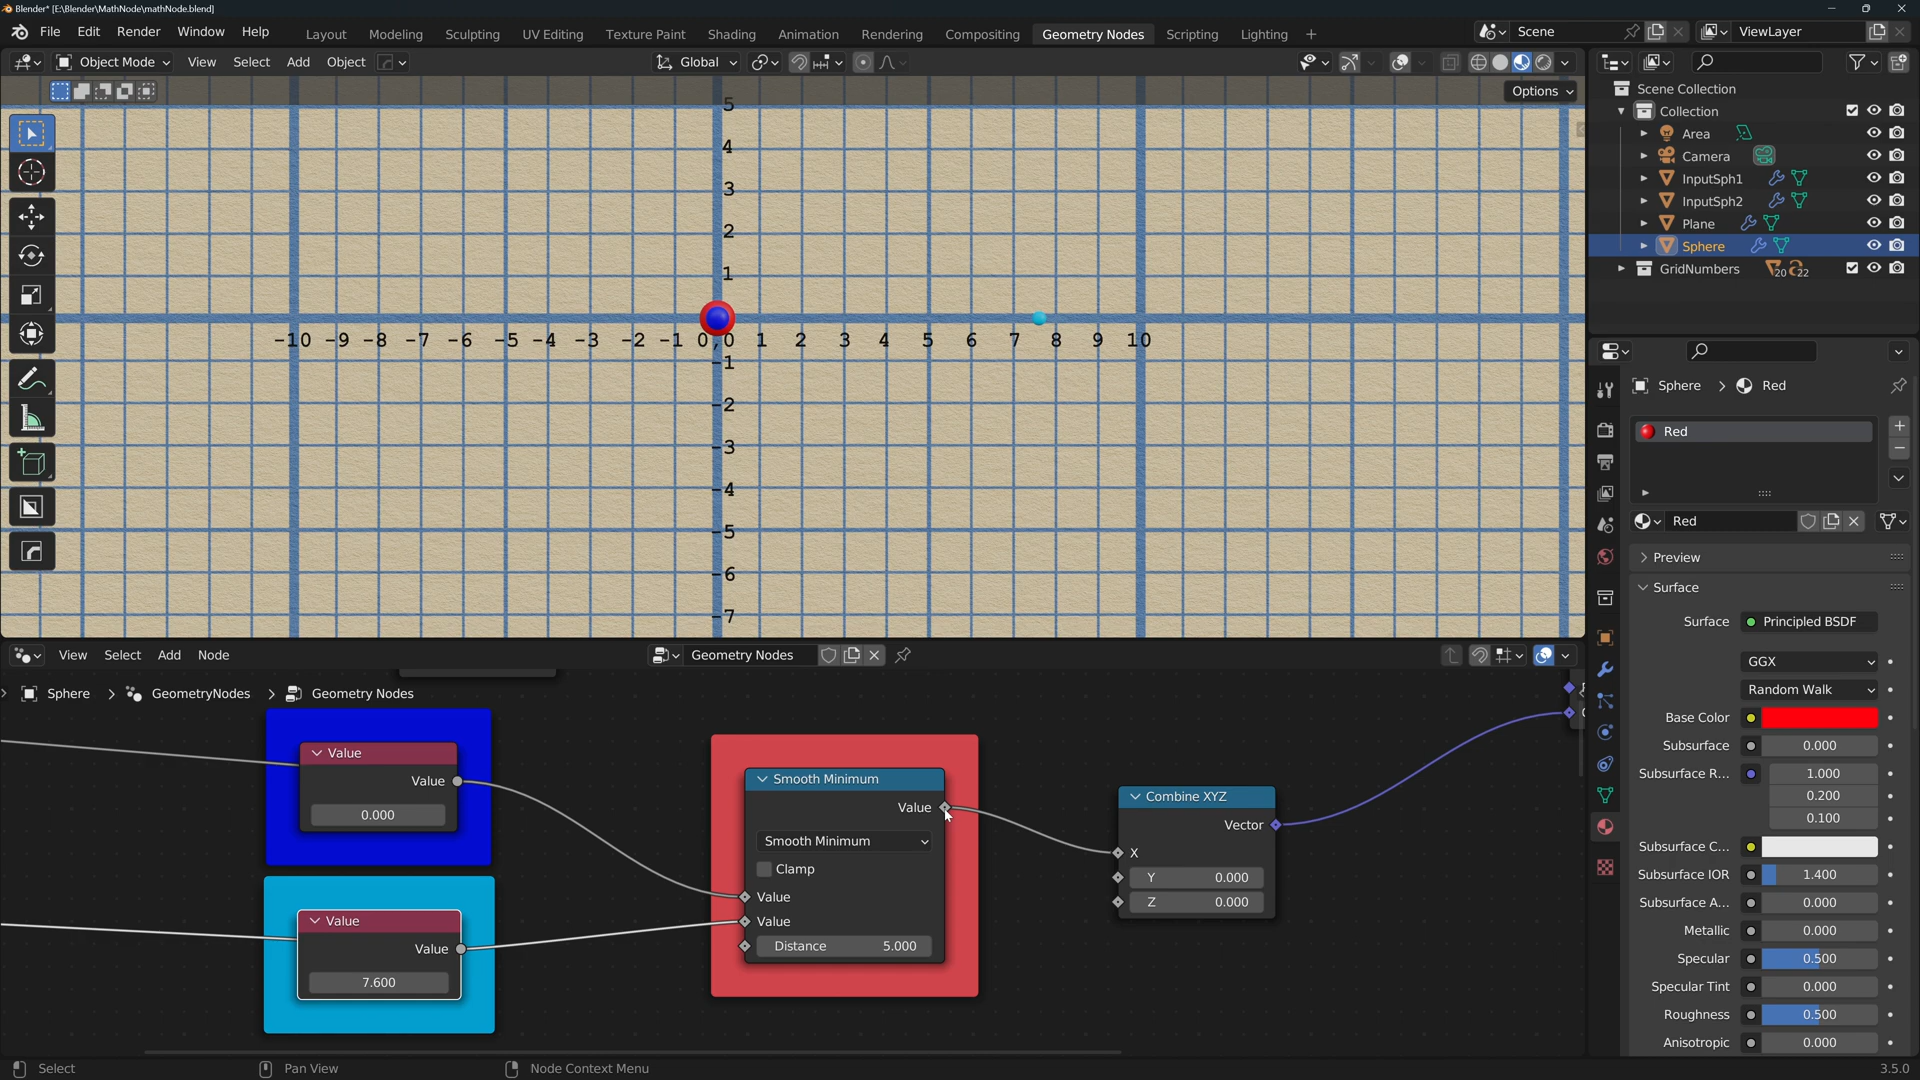 Blender* [E:\Blender\MathNode\mathNode.blend]
File Edit Render Window Help
Layout Modeling Sculpting UV Editing Texture Paint Shading Animation Rendering Compositing Geometry Nodes Scripting Lighting +
Scene
ViewLayer
Object Mode View Select Add Object
Global
Options
5
4
3
2
1
-10 -9 -8 -7 -6 -5 -4 -3 -2 -1 0,0 1 2 3 4 5 6 7 8 9 10
-1
-2
-3
-4
-5
-6
-7
Scene Collection
Collection
Area
Camera
InputSph1
InputSph2
Plane
Sphere
GridNumbers 20 22
Sphere > Red
Red
Red
Preview
Surface
Surface Principled BSDF
GGX
Random Walk
Base Color
Subsurface 0.000
Subsurface R... 1.000
0.200
0.100
Subsurface C...
Subsurface IOR 1.400
Subsurface A... 0.000
Metallic 0.000
Specular 0.500
Specular Tint 0.000
Roughness 0.500
Anisotropic 0.000
View Select Add Node
Geometry Nodes
Sphere > GeometryNodes > Geometry Nodes
Value
Value
0.000
Value
Value
7.600
Smooth Minimum
Value
Smooth Minimum
Clamp
Value
Value
Distance 5.000
Combine XYZ
Vector
X
Y 0.000
Z 0.000
Select
Pan View
Node Context Menu
3.5.0